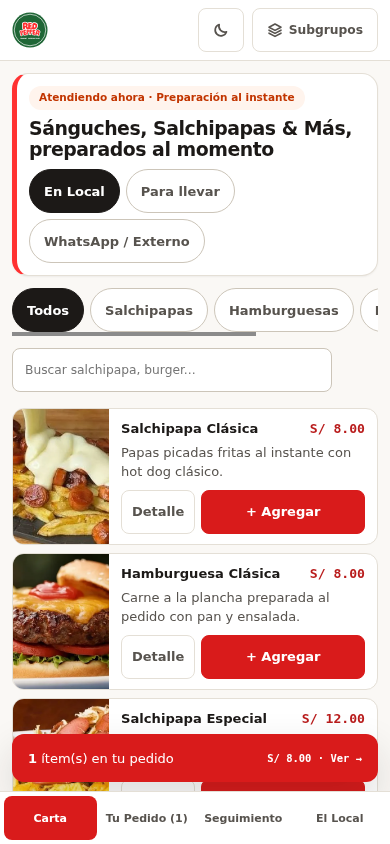 RED PEPPER
Subgrupos
Atendiendo ahora · Preparación al instante
Sánguches, Salchipapas & Más,
preparados al momento
En Local
Para llevar
WhatsApp / Externo
Todos
Salchipapas
Hamburguesas
Buscar salchipapa, burger...
Salchipapa Clásica
S/ 8.00
Papas picadas fritas al instante con
hot dog clásico.
Detalle
+ Agregar
Hamburguesa Clásica
S/ 8.00
Carne a la plancha preparada al
pedido con pan y ensalada.
Detalle
+ Agregar
Salchipapa Especial
S/ 12.00
1 ítem(s) en tu pedido
S/ 8.00 · Ver →
Carta
Tu Pedido (1)
Seguimiento
El Local